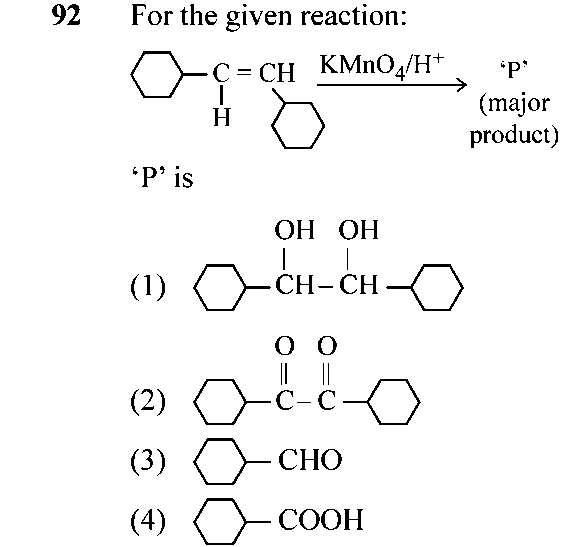 92 For the given reaction:
C = CH KMnO₄/H⁺ ‘P’
H (major
product)
‘P’ is
OH OH
(1) CH – CH
O O
(2) C – C
(3) CHO
(4) COOH